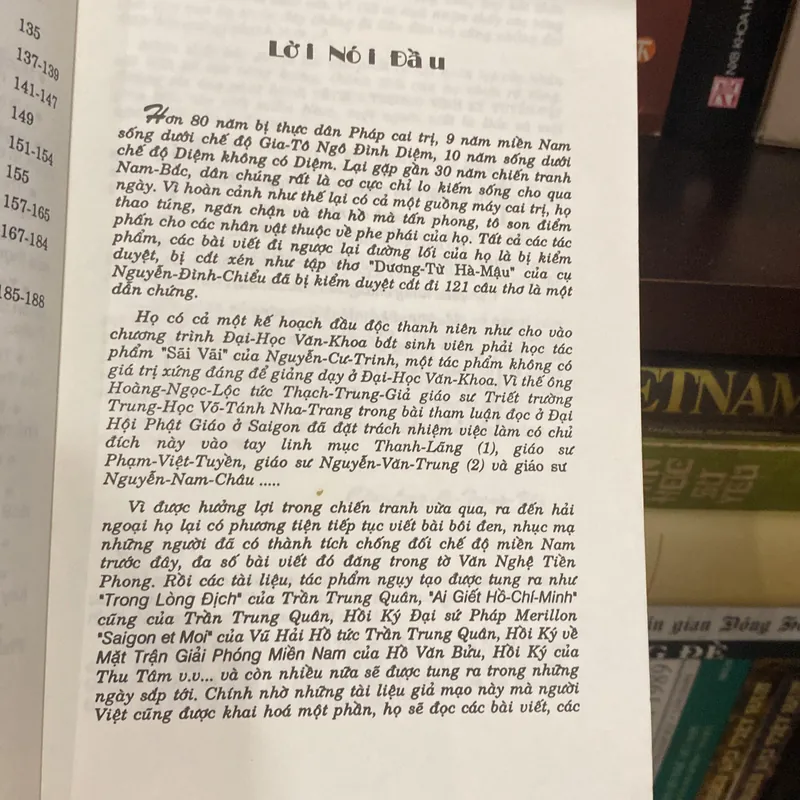 135
137-139
141-147
149
151-154
155
157-165
167-184
185-188
Lời Nói Đầu
Hơn 80 năm bị thực dân Pháp cai trị, 9 năm miền Nam
sống dưới chế độ Gia-Tô Ngô Đình Diệm, 10 năm sống dưới
chế độ Diệm không có Diệm. Lại gặp gần 30 năm chiến tranh
Nam-Bắc, dân chúng rất là cơ cực chỉ lo kiếm sống cho qua
ngày. Vì hoàn cảnh như thế lại có cả một guồng máy cai trị, họ
thao túng, ngăn chận và tha hồ mà tấn phong, tô son điểm
phấn cho các nhân vật thuộc về phe phái của họ. Tất cả các tác
phẩm, các bài viết đi ngược lại đường lối của họ là bị kiểm
duyệt, bị cắt xén như tập thơ "Dương-Từ Hà-Mậu" của cụ
Nguyễn-Đình-Chiểu đã bị kiểm duyệt cắt đi 121 câu thơ là một
dẫn chứng.
Họ có cả một kế hoạch đầu độc thanh niên như cho vào
chương trình Đại-Học Văn-Khoa bắt sinh viên phải học tác
phẩm "Sãi Vãi" của Nguyễn-Cư-Trinh, một tác phẩm không có
giá trị xứng đáng để giảng dạy ở Đại-Học Văn-Khoa. Vì thế ông
Hoàng-Ngọc-Lộc tức Thạch-Trung-Giả giáo sư Triết trường
Trung-Học Võ-Tánh Nha-Trang trong bài tham luận đọc ở Đại
Hội Phật Giáo ở Saigon đã đặt trách nhiệm việc làm có chủ
đích này vào tay linh mục Thanh-Lãng (1), giáo sư
Phạm-Việt-Tuyền, giáo sư Nguyễn-Văn-Trung (2) và giáo sư
Nguyễn-Nam-Châu .....
Vì được hưởng lợi trong chiến tranh vừa qua, ra đến hải
ngoại họ lại có phương tiện tiếp tục viết bài bôi đen, nhục mạ
những người đã có thành tích chống đối chế độ miền Nam
trước đây, đa số bài viết đó đăng trong tờ Văn Nghệ Tiền
Phong. Rồi các tài liệu, tác phẩm ngụy tạo được tung ra như
"Trong Lòng Địch" của Trần Trung Quân, "Ai Giết Hồ-Chí-Minh"
cũng của Trần Trung Quân, Hồi Ký Đại sứ Pháp Merillon
"Saigon et Moi" của Vũ Hải Hồ tức Trần Trung Quân, Hồi Ký về
Mặt Trận Giải Phóng Miền Nam của Hồ Văn Bửu, Hồi Ký của
Thu Tâm v.v... và còn nhiều nữa sẽ được tung ra trong những
ngày sắp tới. Chính nhờ những tài liệu giả mạo này mà người
Việt cũng được khai hoá một phần, họ sẽ đọc các bài viết, các
NXB KHOA H
ETNAM
gian Đông
1989